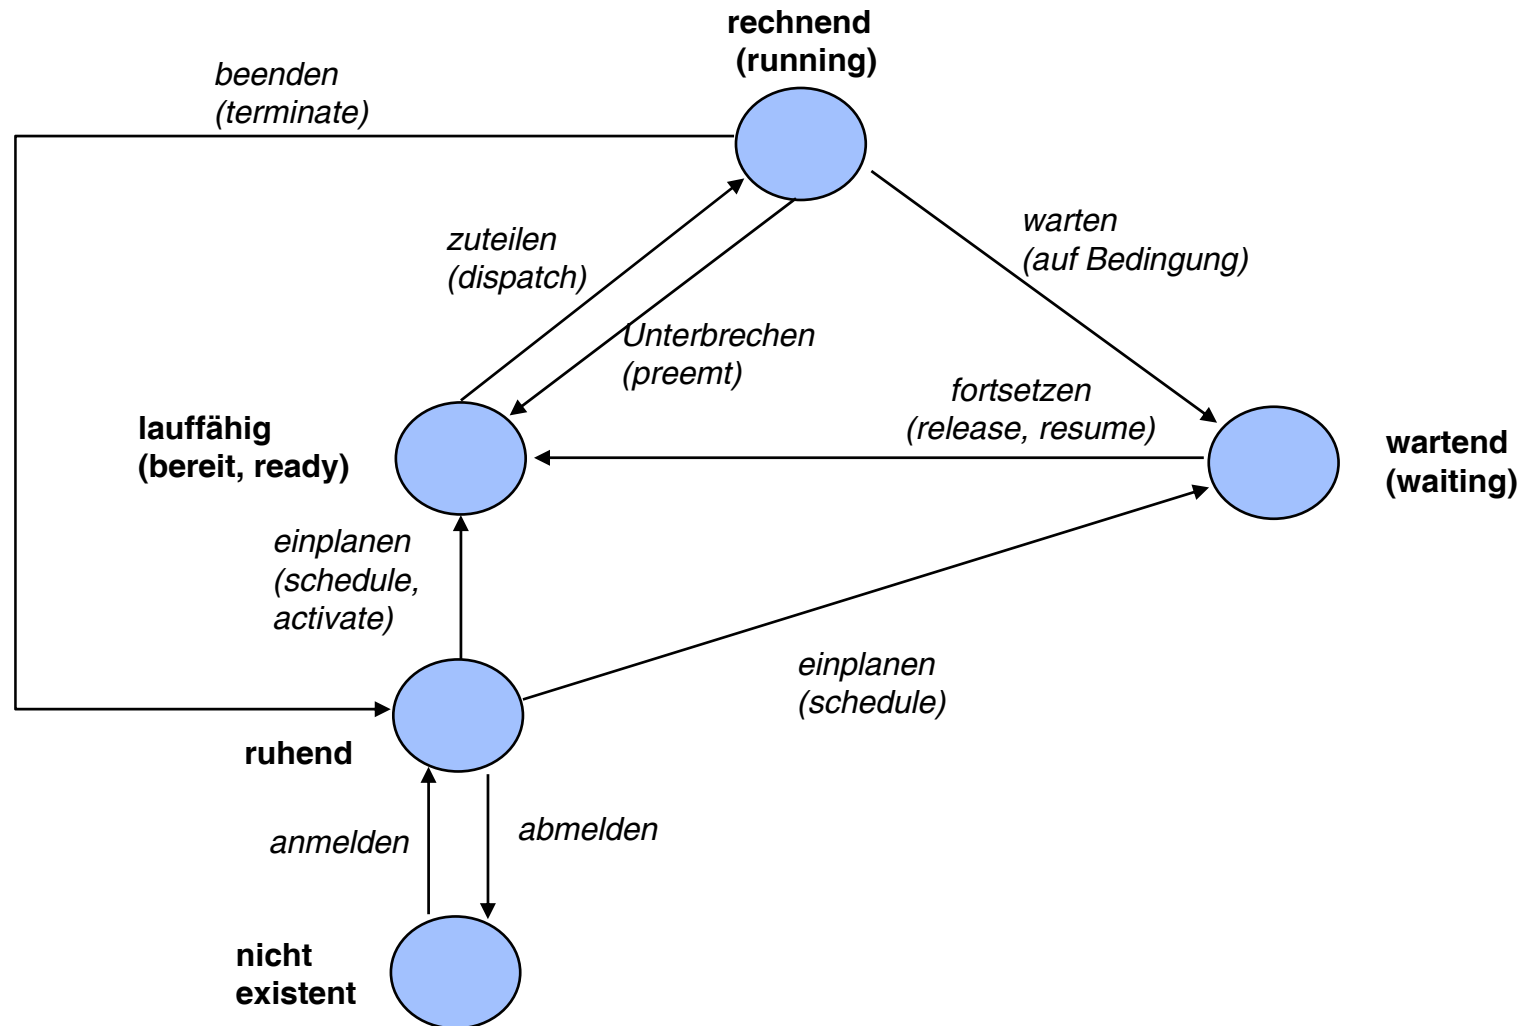 rechnend
(running)
beenden
(terminate)
zuteilen
(dispatch)
warten
(auf Bedingung)
Unterbrechen
(preemt)
fortsetzen
(release, resume)
lauffähig
(bereit, ready)
wartend
(waiting)
einplanen
(schedule,
activate)
einplanen
(schedule)
ruhend
anmelden
abmelden
nicht
existent